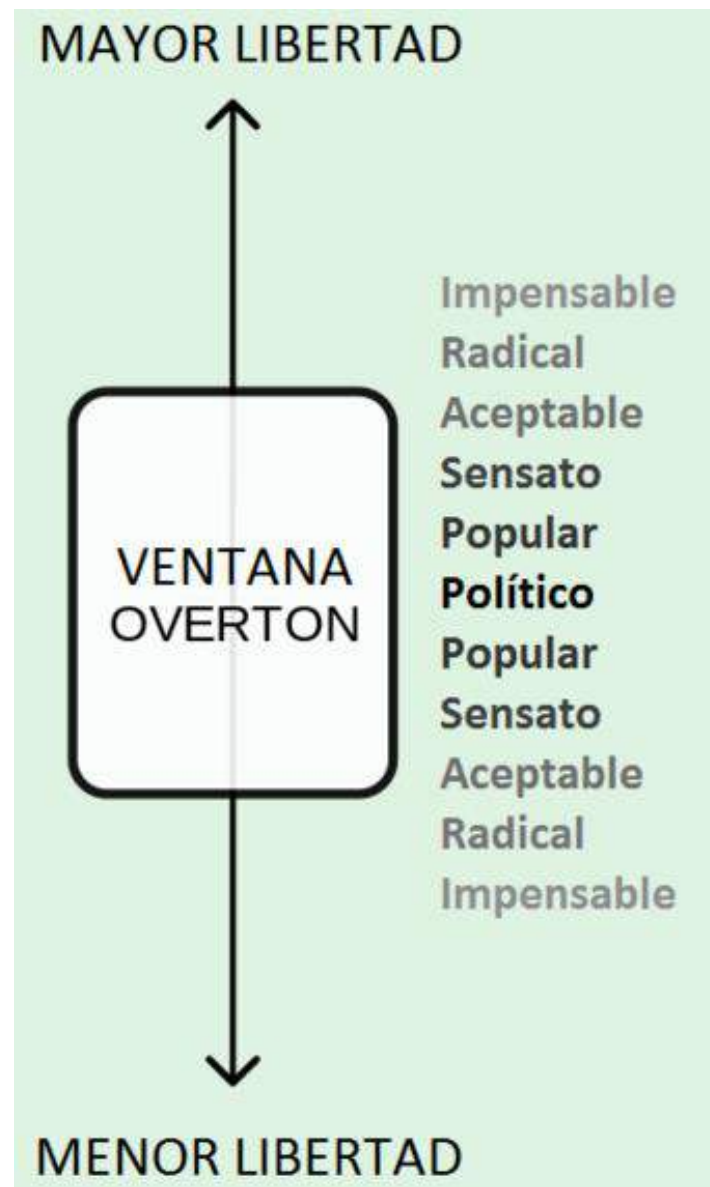 MAYOR LIBERTAD
Impensable
Radical
Aceptable
Sensato
Popular
VENTANA
OVERTON
Político
Popular
Sensato
Aceptable
Radical
Impensable
MENOR LIBERTAD